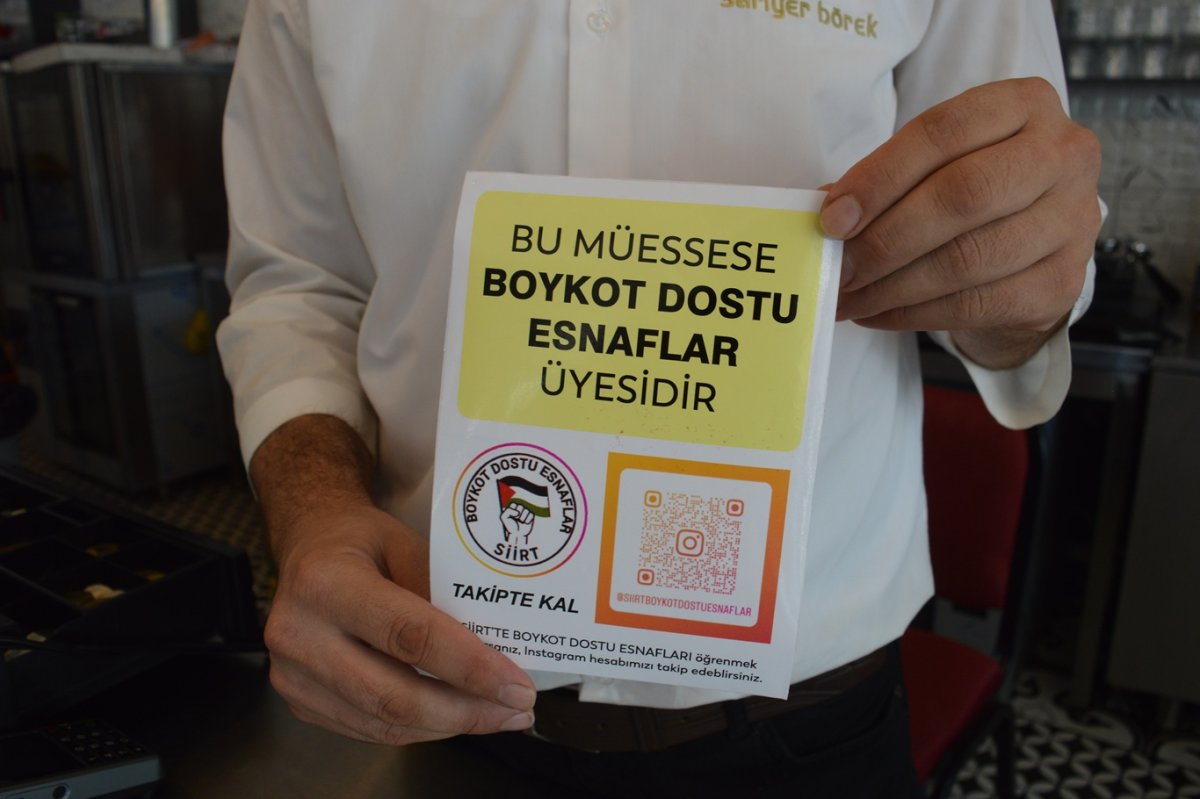 sarıyer börek
BU MÜESSESE
BOYKOT DOSTU
ESNAFLAR
ÜYESİDİR
BOYKOT DOSTU ESNAFLAR
SİİRT
TAKİPTE KAL
@SIIRTBOYKOTDOSTUESNAFLAR
SİİRT'TE BOYKOT DOSTU ESNAFLARI öğrenmek
Instagram hesabımızı takip edeblirsiniz.